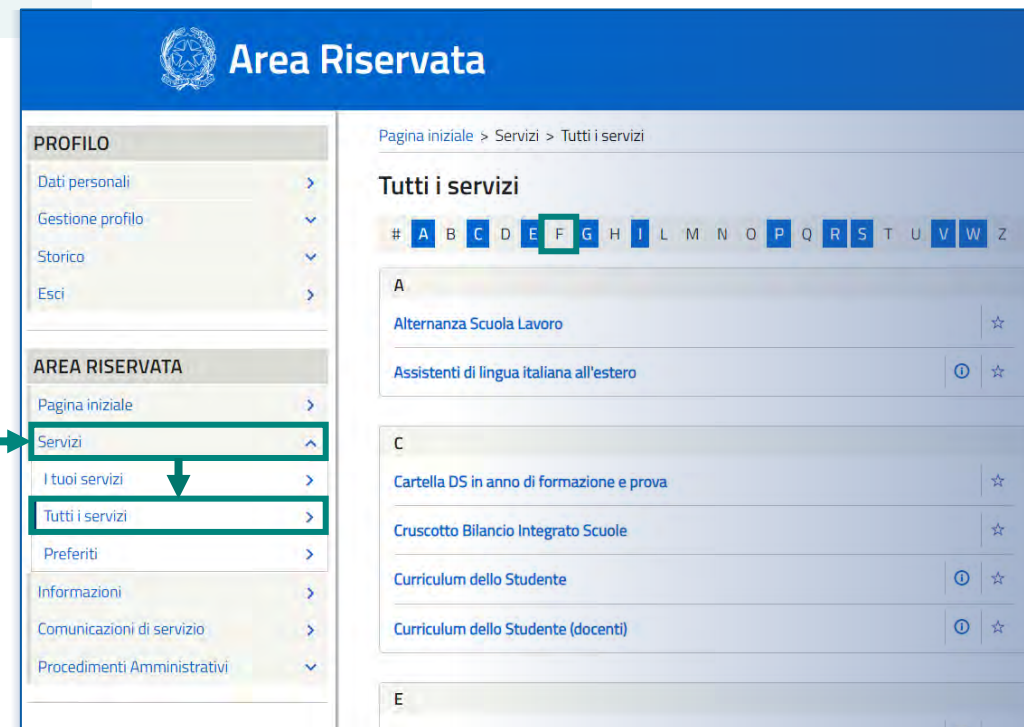 Area Riservata
PROFILO
Dati personali
Gestione profilo
Storico
Esci
AREA RISERVATA
Pagina iniziale
Servizi
I tuoi servizi
Tutti i servizi
Preferiti
Informazioni
Comunicazioni di servizio
Procedimenti Amministrativi
Pagina iniziale > Servizi > Tutti i servizi
Tutti i servizi
# A B C D E F G H I L M N O P Q R S T U V W Z
A
Alternanza Scuola Lavoro
Assistenti di lingua italiana all'estero
C
Cartella DS in anno di formazione e prova
Cruscotto Bilancio Integrato Scuole
Curriculum dello Studente
Curriculum dello Studente (docenti)
E